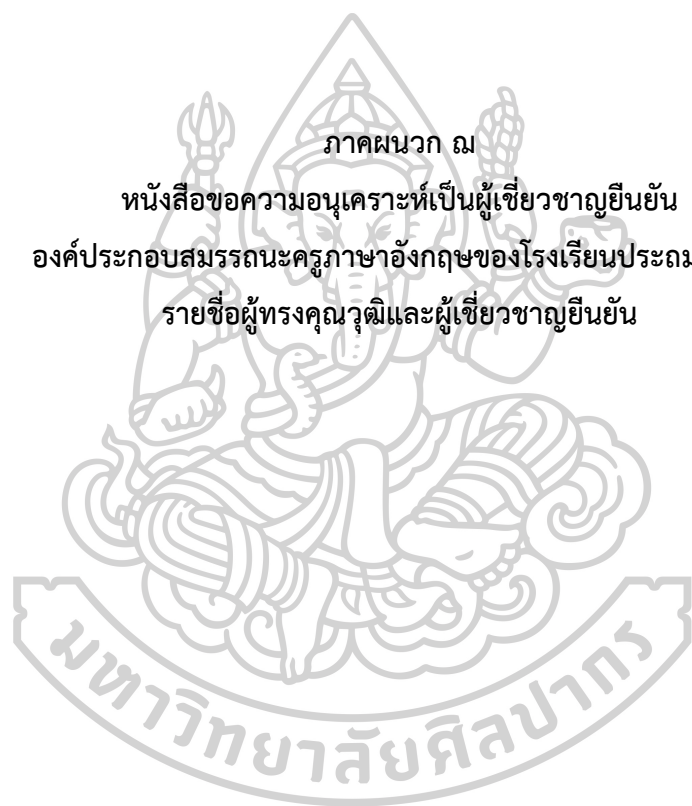 ภาคผนวก ฌ
หนังสือขอความอนุเคราะห์เป็นผู้เชี่ยวชาญยืนยัน
องค์ประกอบสมรรถนะครูภาษาอังกฤษของโรงเรียนประถม
รายชื่อผู้ทรงคุณวุฒิและผู้เชี่ยวชาญยืนยัน
มหาวิทยาลัยศิลปากร